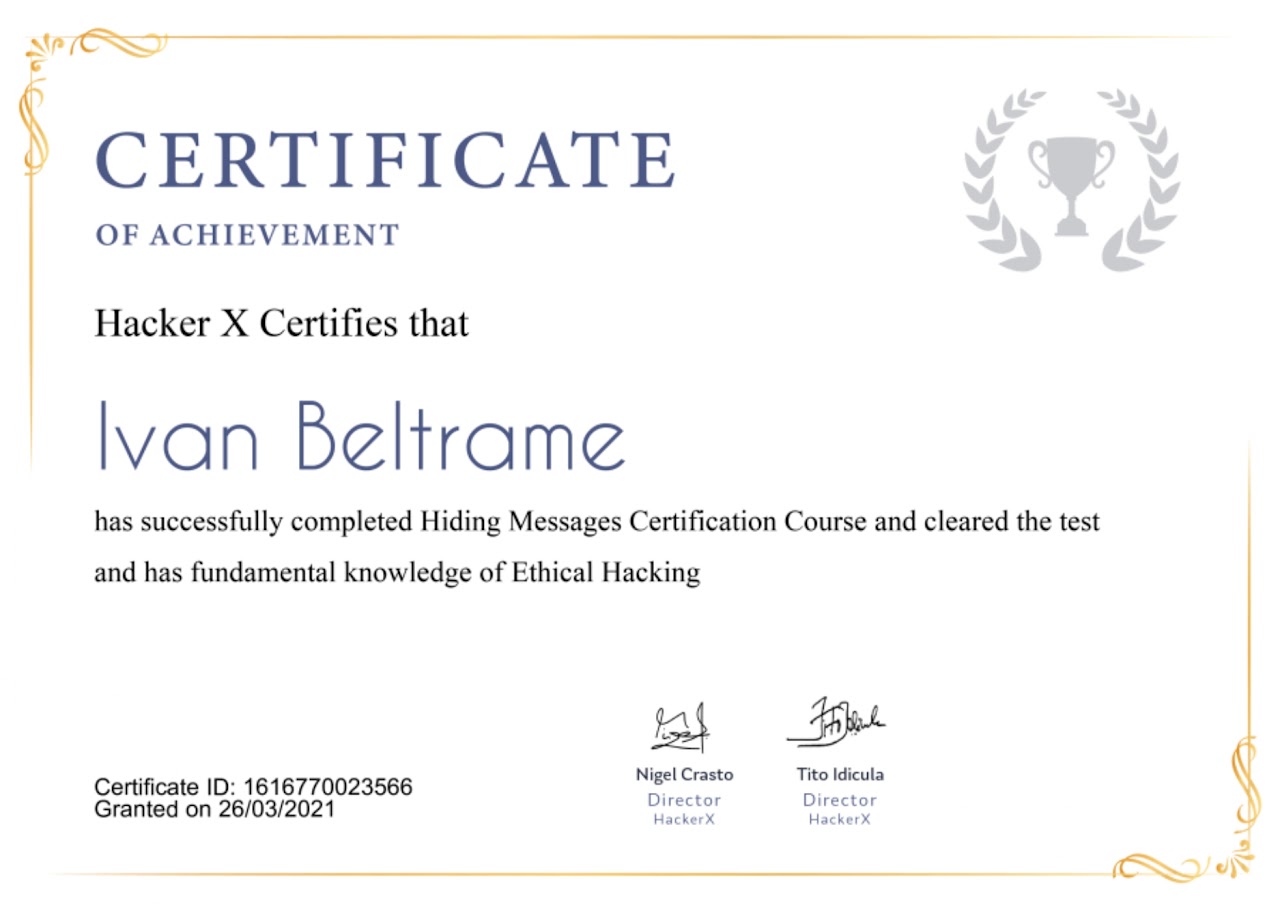 CERTIFICATE
OF ACHIEVEMENT
Hacker X Certifies that
Ivan Beltrame
has successfully completed Hiding Messages Certification Course and cleared the test
and has fundamental knowledge of Ethical Hacking
Certificate ID: 1616770023566
Granted on 26/03/2021
Nigel Crasto
Director
HackerX
Tito Idicula
Director
HackerX